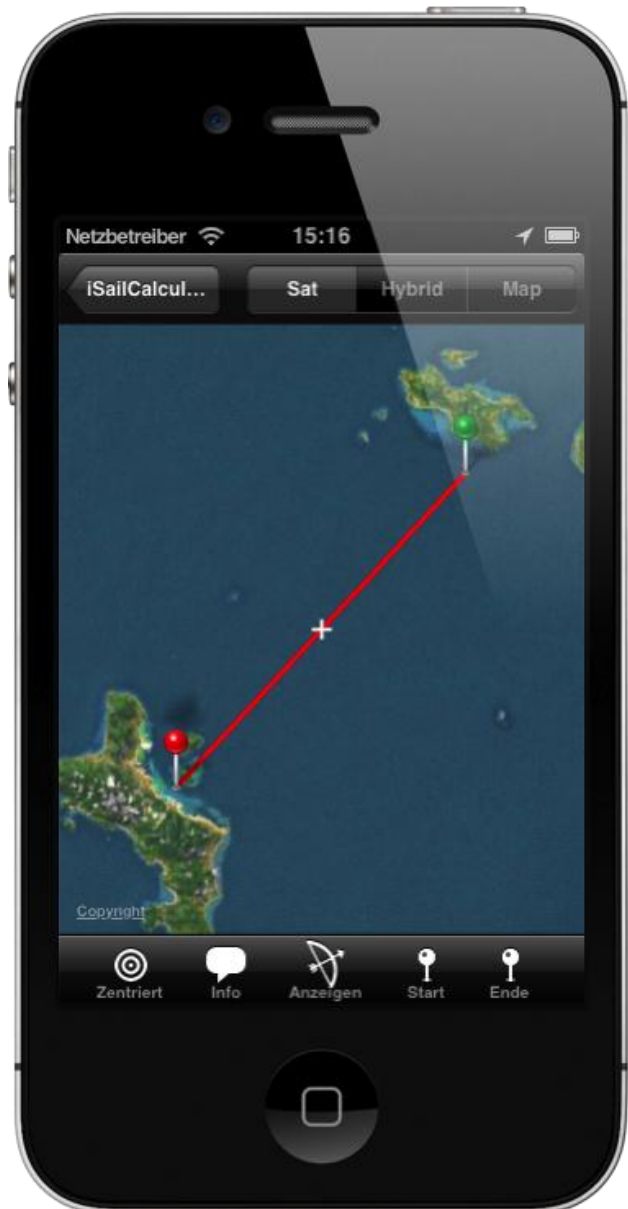 Netzbetreiber 15:16
iSailCalcul... Sat Hybrid Map
Copyright
Zentriert Info Anzeigen Start Ende